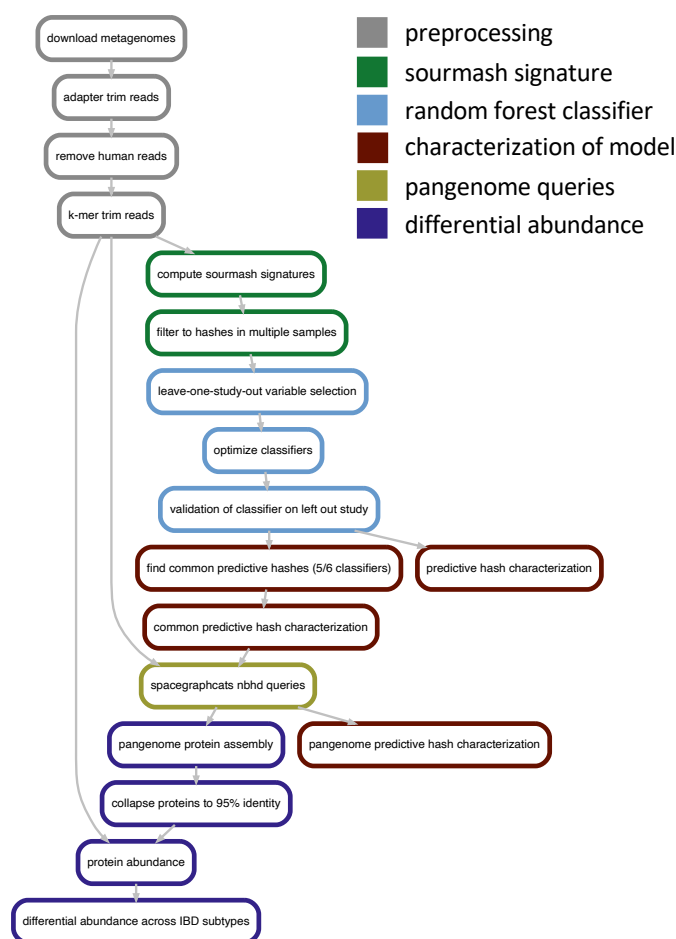 download metagenomes
adapter trim reads
remove human reads
k-mer trim reads
compute sourmash signatures
filter to hashes in multiple samples
leave-one-study-out variable selection
optimize classifiers
validation of classifier on left out study
find common predictive hashes (5/6 classifiers)
predictive hash characterization
common predictive hash characterization
spacegraphcats nbhd queries
pangenome protein assembly
pangenome predictive hash characterization
collapse proteins to 95% identity
protein abundance
differential abundance across IBD subtypes
preprocessing
sourmash signature
random forest classifier
characterization of model
pangenome queries
differential abundance